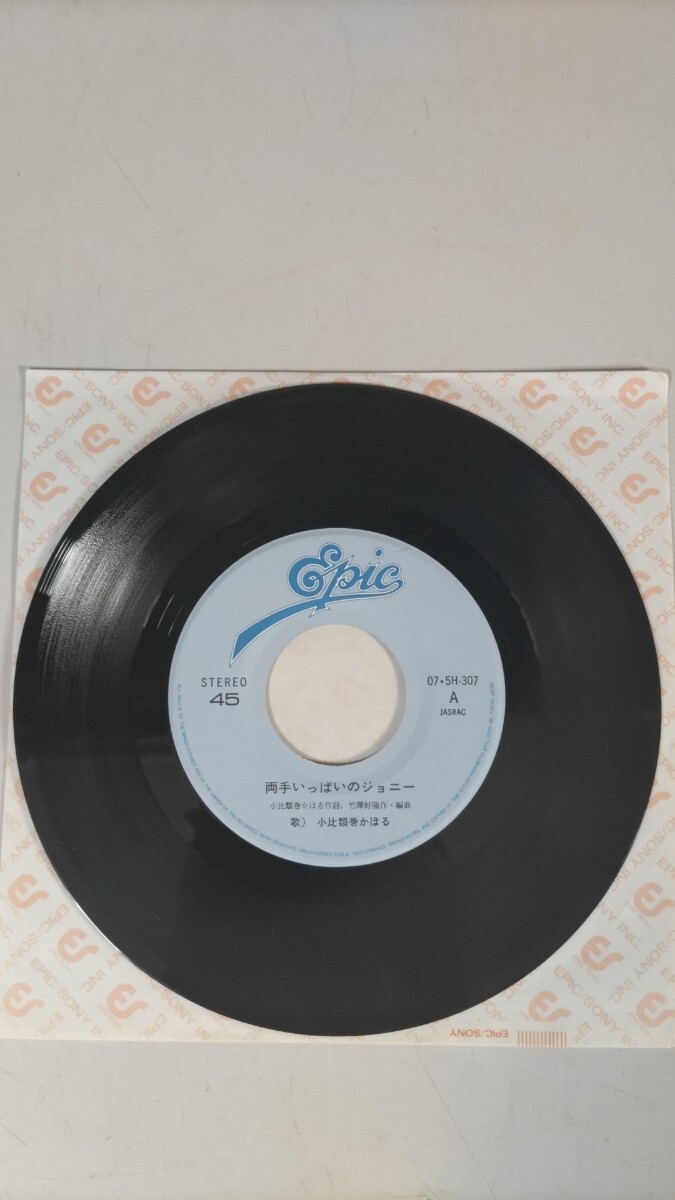 Epic
STEREO
45
07・5H-307
A
JASRAC
両手いっぱいのジョニー
小比類巻かほる作詩、竹澤好陽作・編曲
歌） 小比類巻かほる
EPIC/SONY INC.
EPIC/SONY